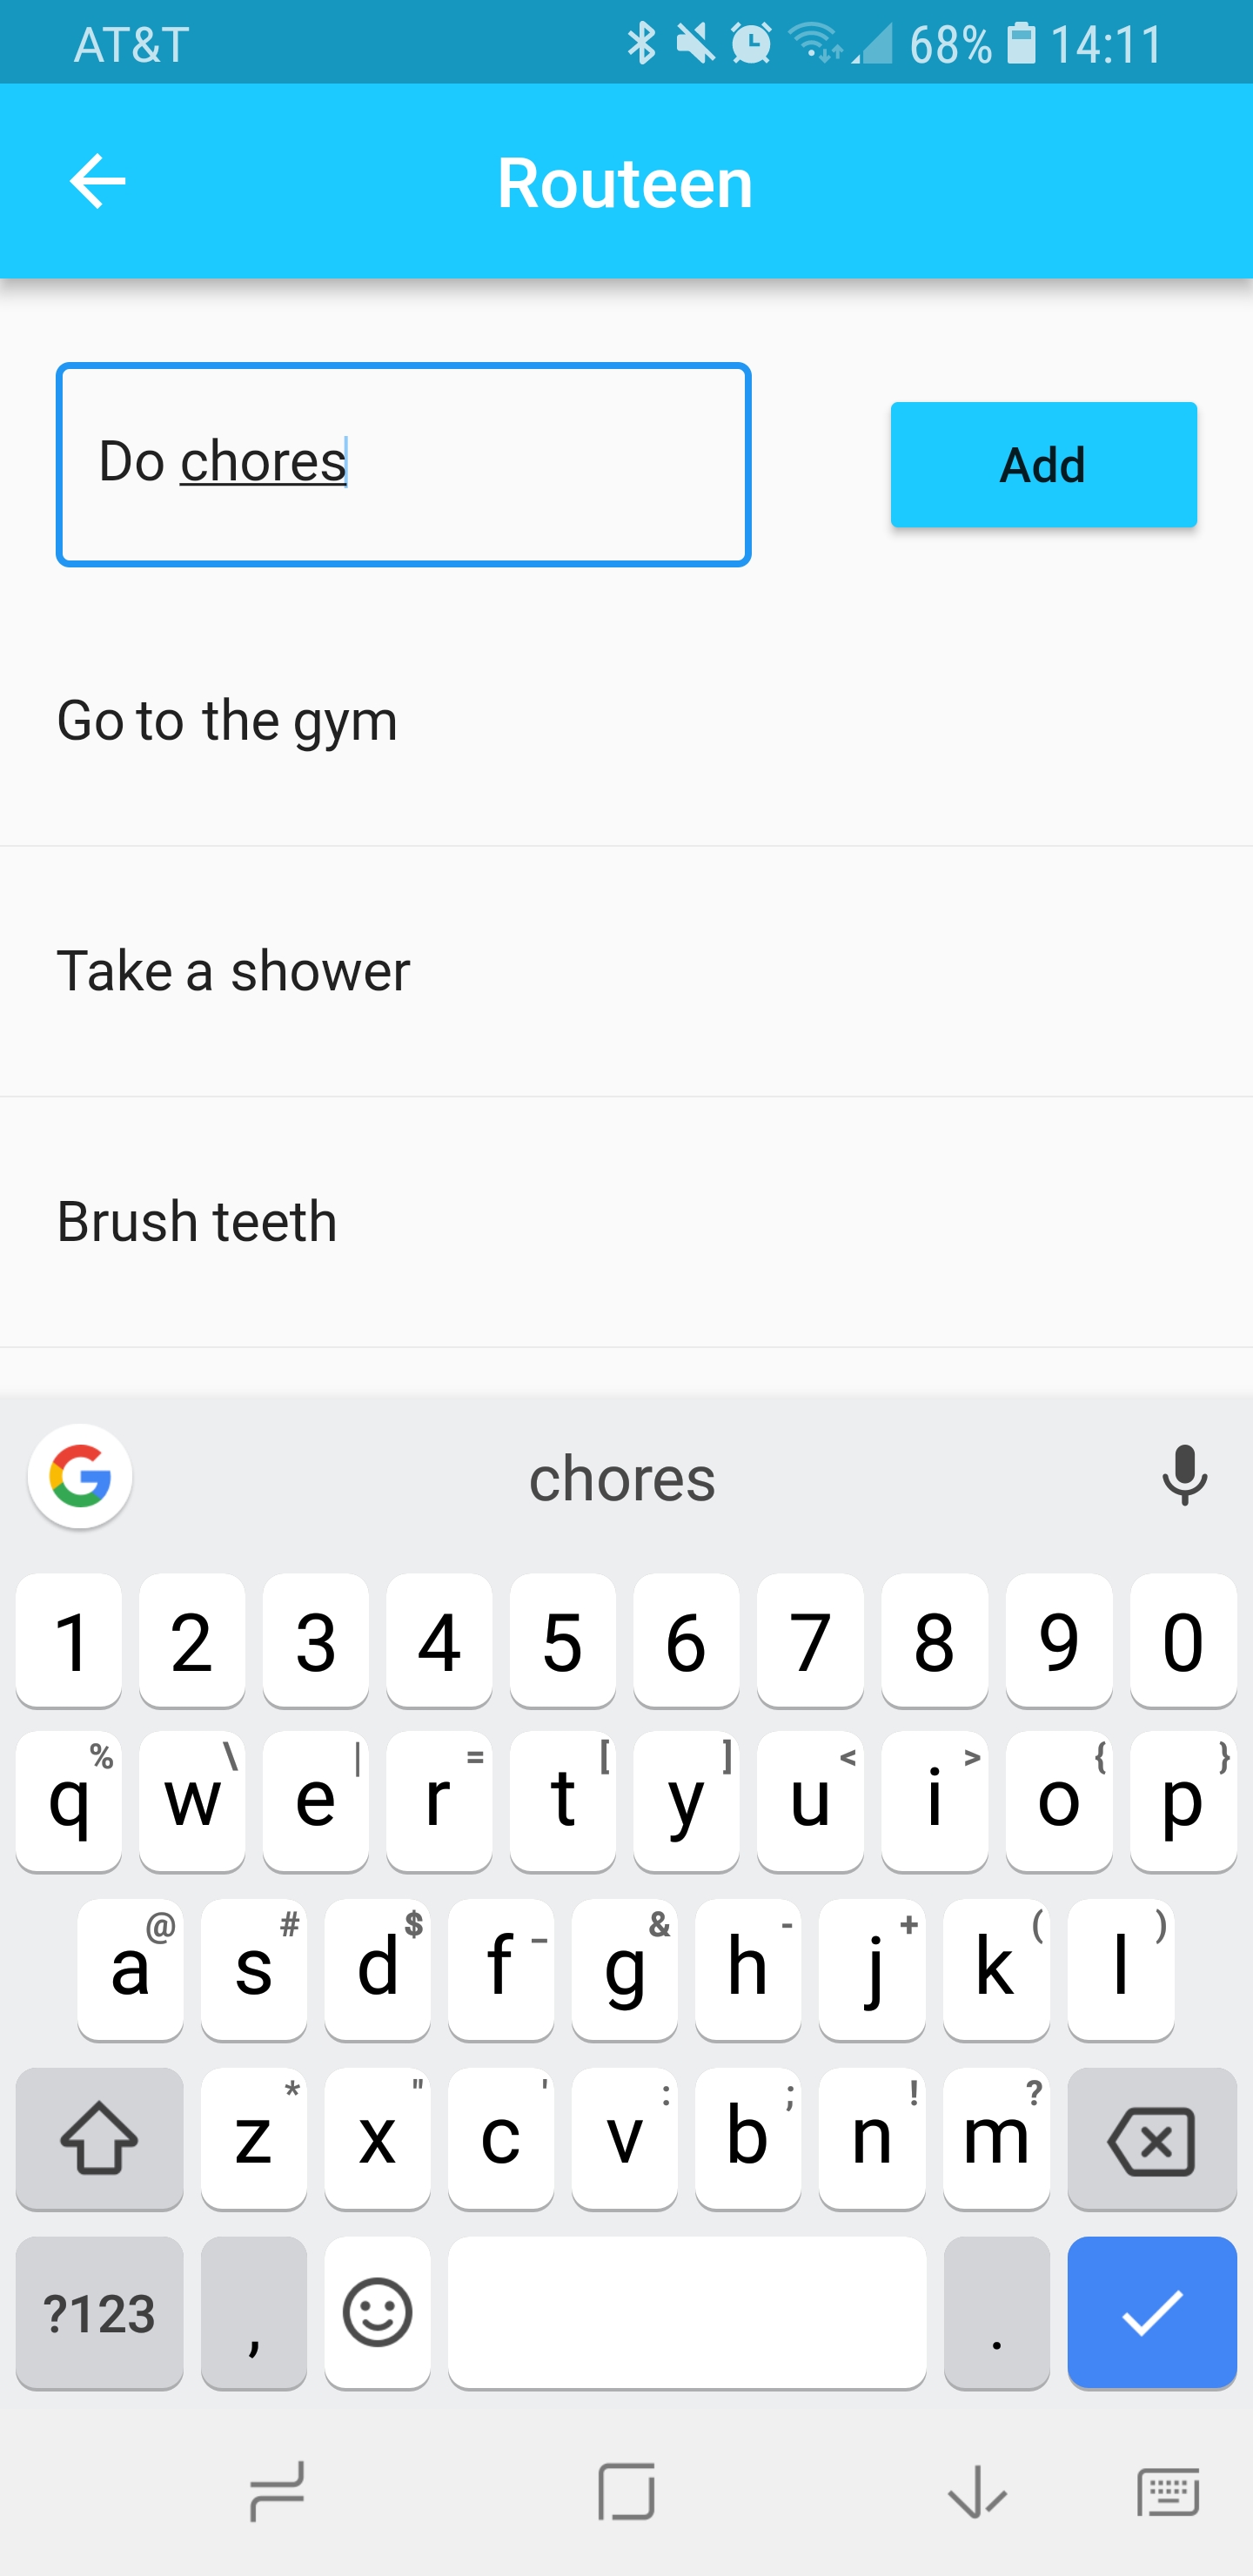 AT&T 68% 14:11
Routeen
Do chores
Add
Go to the gym
Take a shower
Brush teeth
G chores
1 2 3 4 5 6 7 8 9 0
q% w\ e| r= t[ y] u< i> o{ p}
a@ s# d$ f_ g& h- j+ k( l)
z* x" c' v: b; n! m?
?123 , .